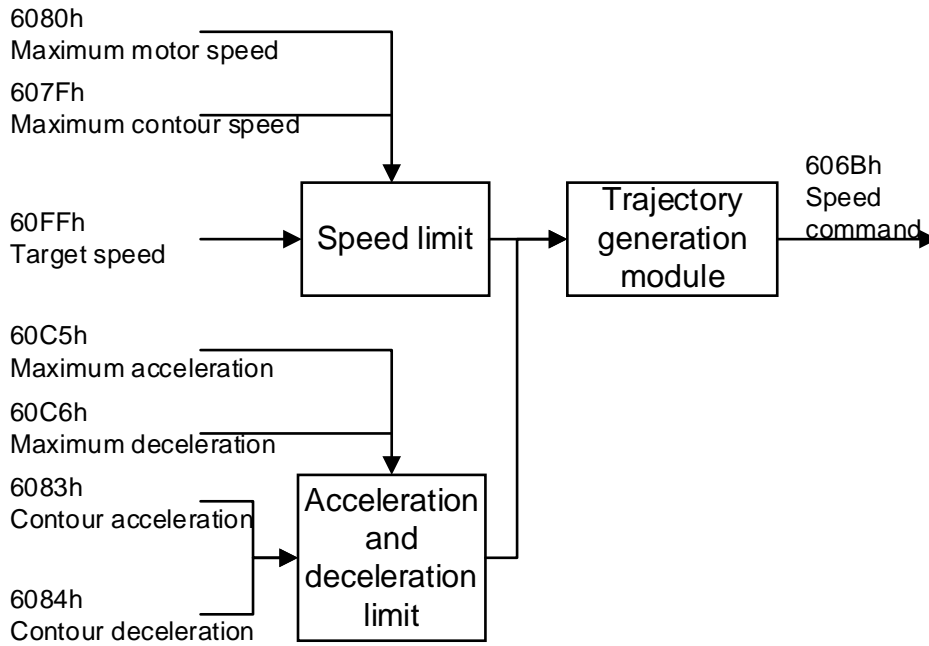 6080h
Maximum motor speed
607Fh
Maximum contour speed
60FFh
Target speed
Speed limit
Trajectory
generation
module
606Bh
Speed
command
60C5h
Maximum acceleration
60C6h
Maximum deceleration
6083h
Contour acceleration
6084h
Contour deceleration
Acceleration
and
deceleration
limit